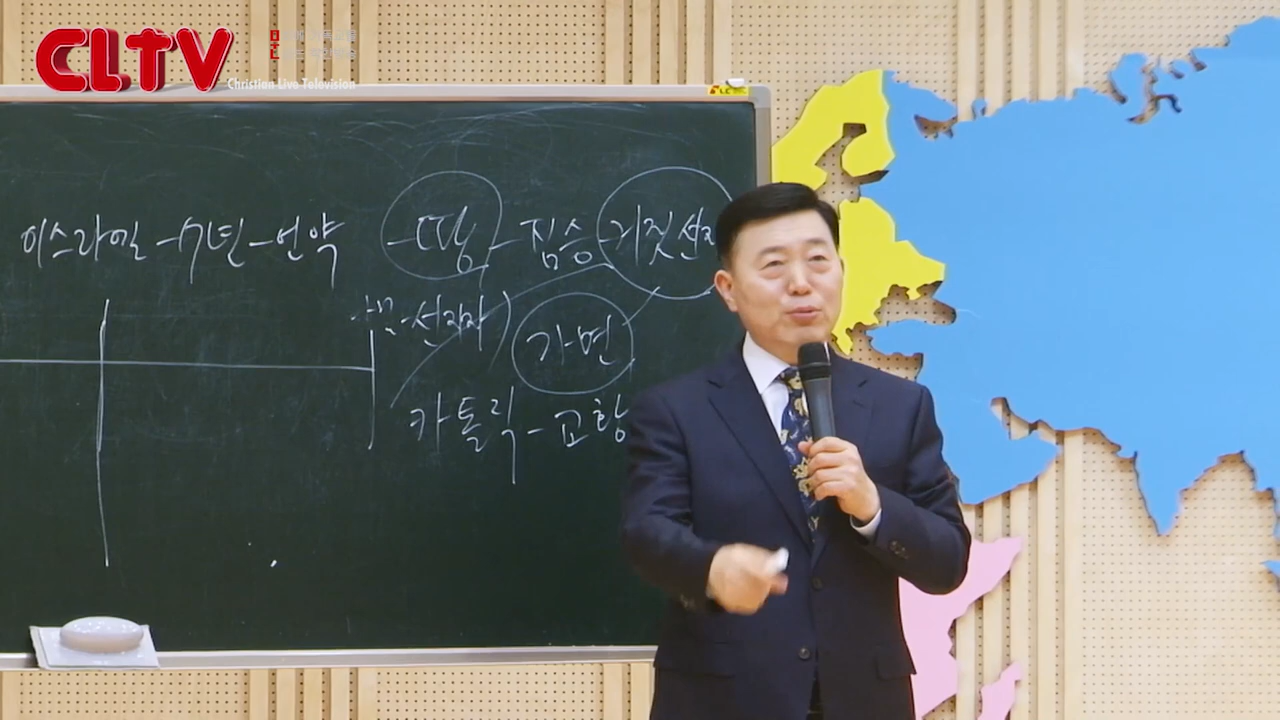 CLTV
Christian Live Television
이스라엘 - 7년 - 언약 - 땅 - 짐승 - 거짓선
선지자)
가면
카톨릭 - 교황